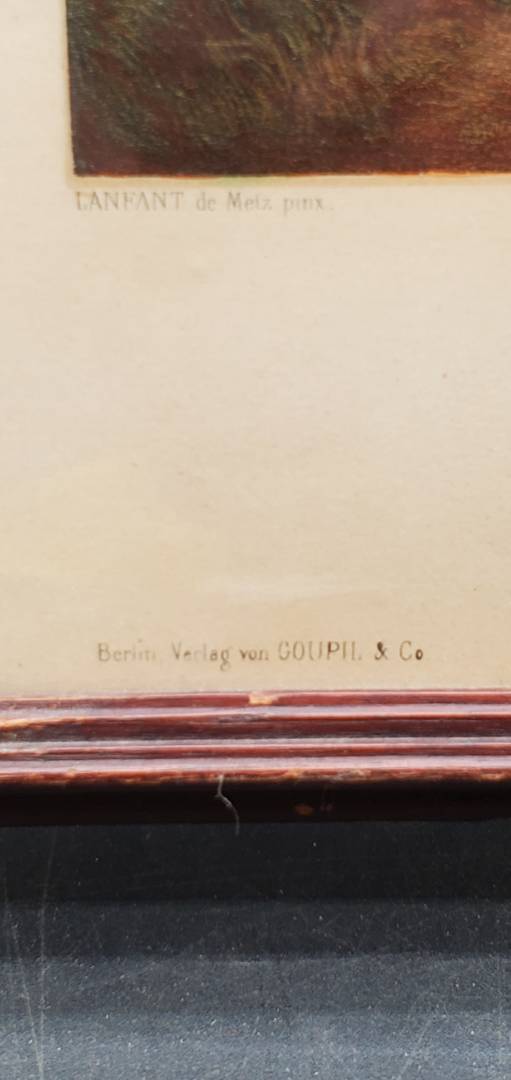 LANFANT de Metz pinx.
Berlin, Verlag von GOUPIL & Co